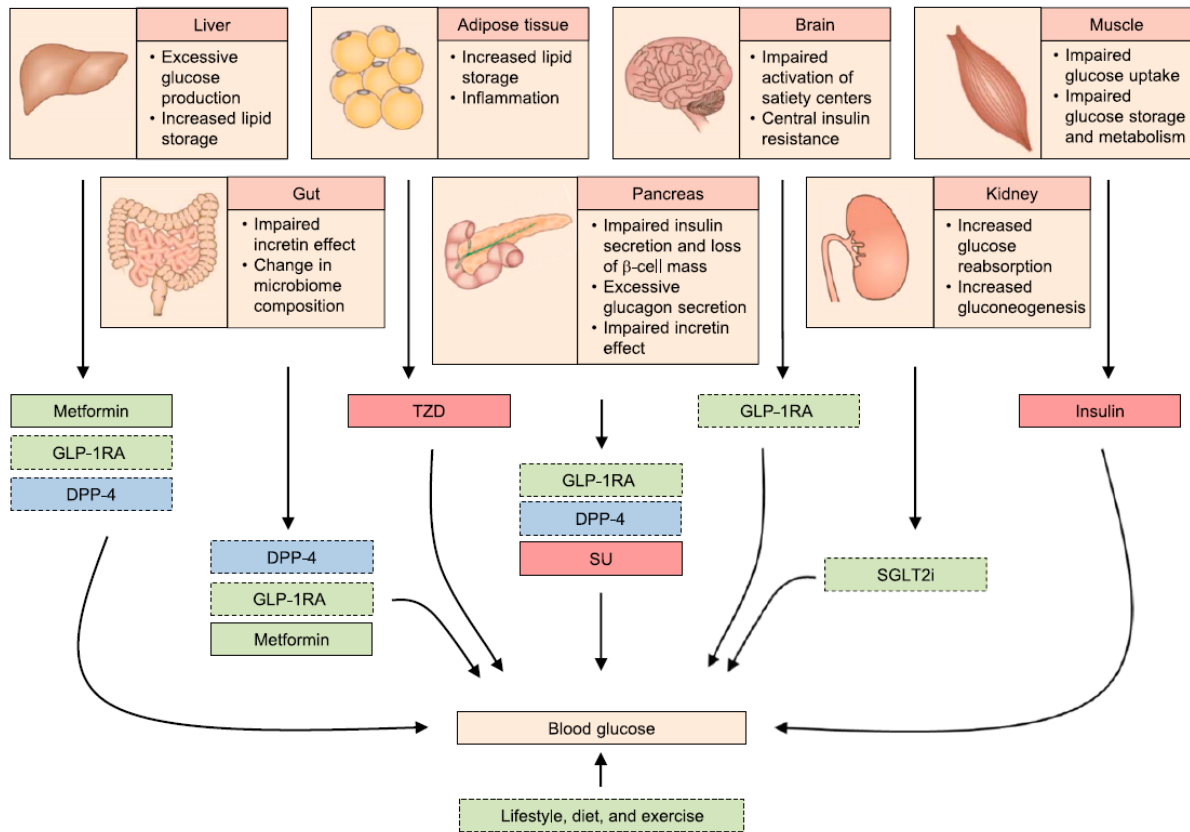 Liver
• Excessive
glucose
production
• Increased lipid
storage
Adipose tissue
• Increased lipid
storage
• Inflammation
Brain
• Impaired
activation of
satiety centers
• Central insulin
resistance
Muscle
• Impaired
glucose uptake
• Impaired
glucose storage
and metabolism
Gut
• Impaired
incretin effect
• Change in
microbiome
composition
Pancreas
• Impaired insulin
secretion and loss
of β-cell mass
• Excessive
glucagon secretion
• Impaired incretin
effect
Kidney
• Increased
glucose
reabsorption
• Increased
gluconeogenesis
Metformin
GLP-1RA
DPP-4
DPP-4
GLP-1RA
Metformin
TZD
GLP-1RA
DPP-4
SU
GLP-1RA
SGLT2i
Insulin
Blood glucose
Lifestyle, diet, and exercise